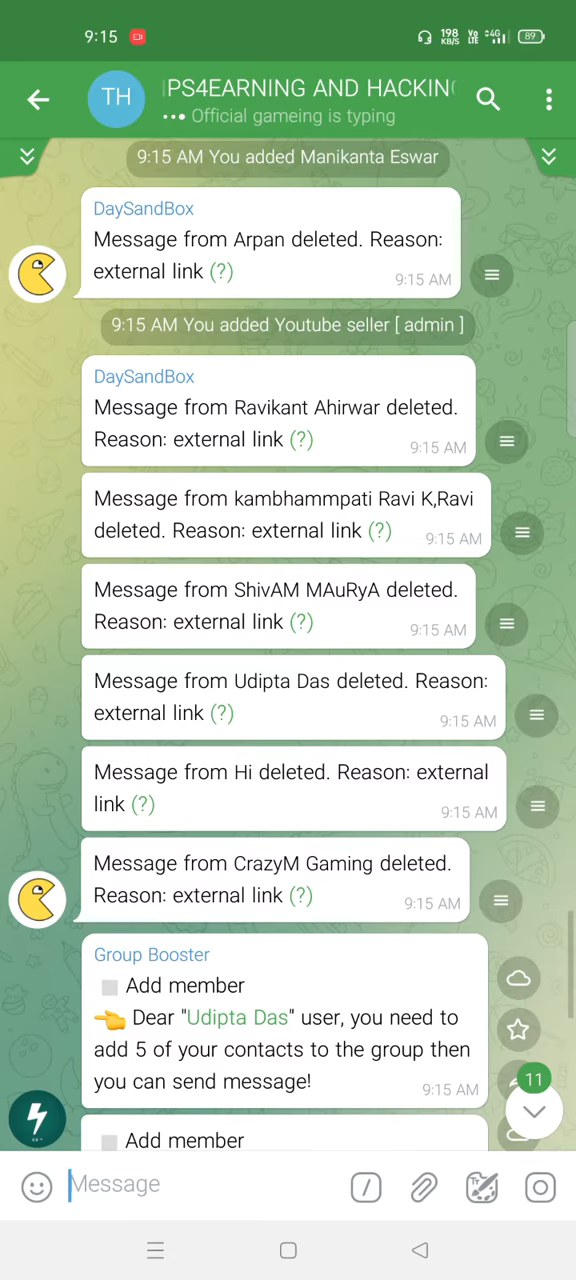 9:15
198 KB/S
Vo LTE
4G
89
TH
PS4EARNING AND HACKIN
••• Official gameing is typing
9:15 AM You added Manikanta Eswar
DaySandBox
Message from Arpan deleted. Reason:
external link (?)
9:15 AM
9:15 AM You added Youtube seller [ admin ]
DaySandBox
Message from Ravikant Ahirwar deleted.
Reason: external link (?)
9:15 AM
Message from kambhammpati Ravi K,Ravi
deleted. Reason: external link (?)
9:15 AM
Message from ShivAM MAuRyA deleted.
Reason: external link (?)
9:15 AM
Message from Udipta Das deleted. Reason:
external link (?)
9:15 AM
Message from Hi deleted. Reason: external
link (?)
9:15 AM
Message from CrazyM Gaming deleted.
Reason: external link (?)
9:15 AM
Group Booster
Add member
👈 Dear "Udipta Das" user, you need to
add 5 of your contacts to the group then
you can send message!
9:15 AM
11
Add member
Message